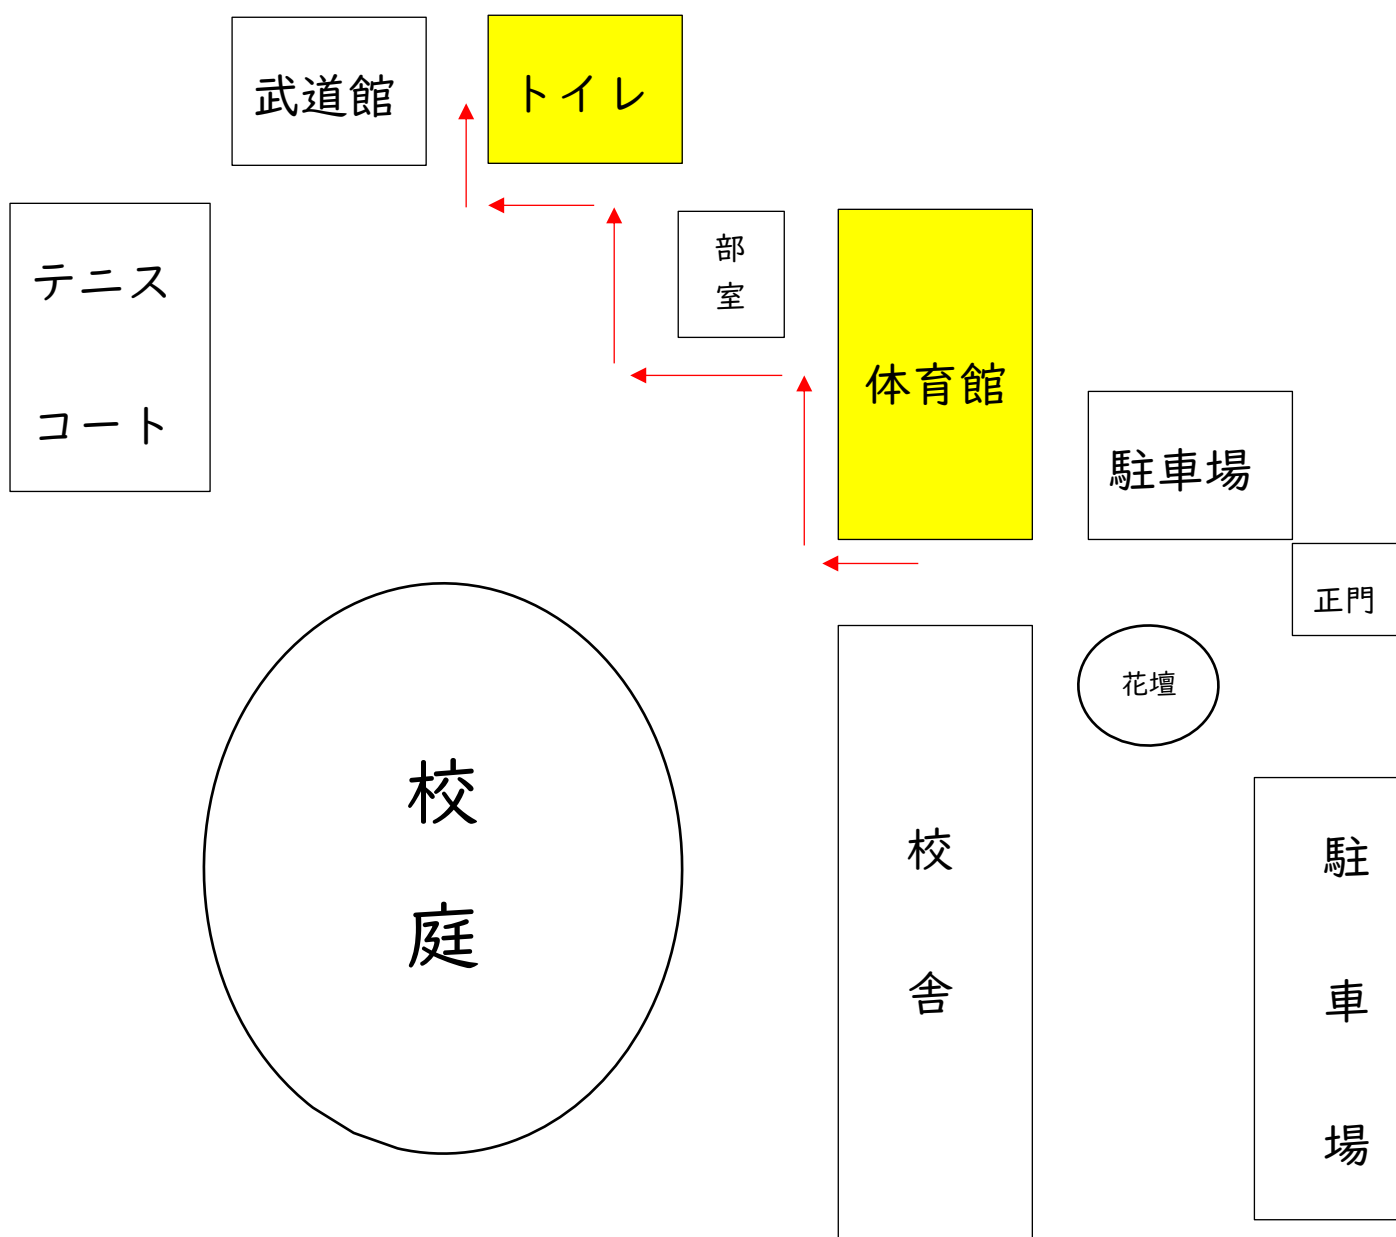 武道館
トイレ
部
室
テニス
コート
体育館
駐車場
正門
花壇
校
庭
校
舎
駐
車
場